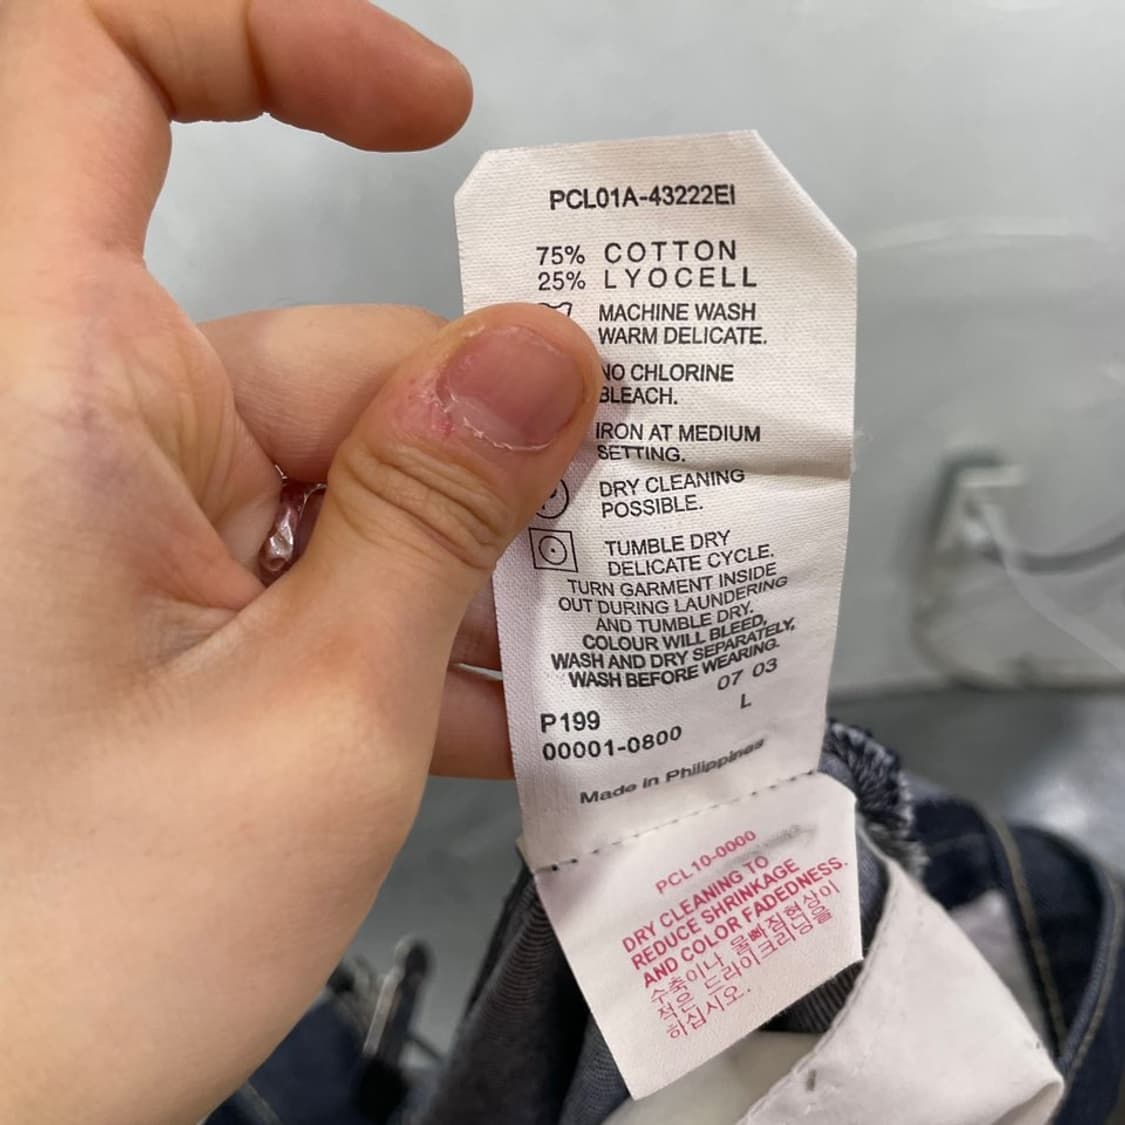 PCL01A-43222EI
75% COTTON
25% LYOCELL
MACHINE WASH
WARM DELICATE.
NO CHLORINE
BLEACH.
IRON AT MEDIUM
SETTING.
DRY CLEANING
POSSIBLE.
TUMBLE DRY
DELICATE CYCLE.
TURN GARMENT INSIDE
OUT DURING LAUNDERING
AND TUMBLE DRY.
COLOUR WILL BLEED,
WASH AND DRY SEPARATELY,
WASH BEFORE WEARING.
07 03
L
P199
00001-0800
Made in Philippines
PCL10-0000
DRY CLEANING TO
REDUCE SHRINKAGE
AND COLOR FADEDNESS.
수축이나 물빠짐현상이
적은 드라이크리닝을
하십시오.